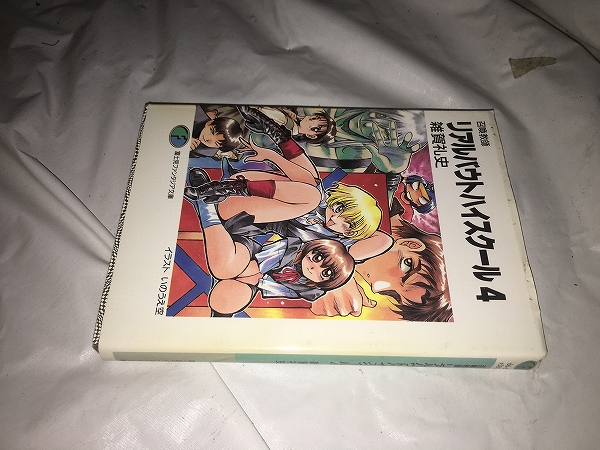 召喚教師
リアルバウトハイスクール 4
雑賀礼史
富士見ファンタジア文庫
イラスト いのうえ空